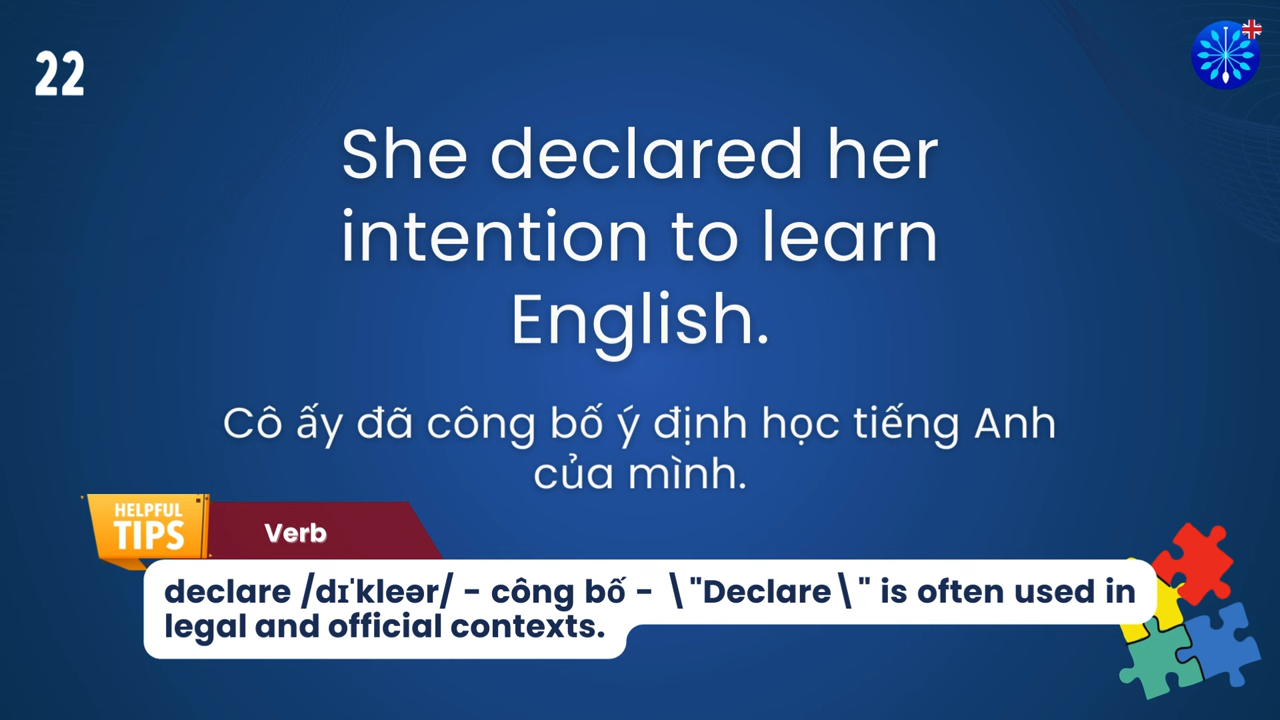 22
She declared her
intention to learn
English.
Cô ấy đã công bố ý định học tiếng Anh
của mình.
HELPFUL
TIPS
Verb
declare /dɪˈkleər/ - công bố - \"Declare\" is often used in
legal and official contexts.